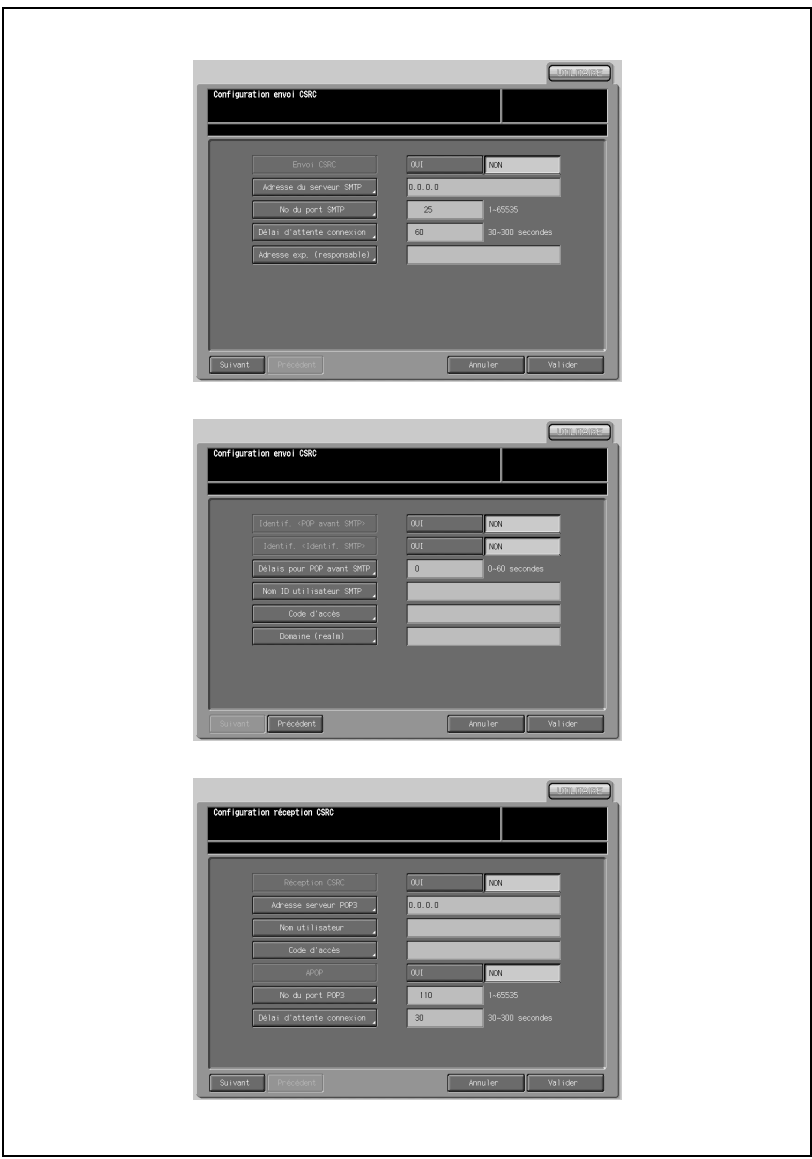 Configuration envoi CSRC
Envoi CSRC OUI NON
Adresse du serveur SMTP 0.0.0.0
No du port SMTP 25 1~65535
Délai d'attente connexion 60 30~300 secondes
Adresse exp. (responsable)
Suivant Précédent Annuler Valider
Configuration envoi CSRC
Identif. <POP avant SMTP> OUI NON
Identif. <Identif. SMTP> OUI NON
Délais pour POP avant SMTP 0 0~60 secondes
Nom ID utilisateur SMTP
Code d'accès
Domaine (realm)
Suivant Précédent Annuler Valider
Configuration réception CSRC
Réception CSRC OUI NON
Adresse serveur POP3 0.0.0.0
Nom utilisateur
Code d'accès
APOP OUI NON
No du port POP3 110 1~65535
Délai d'attente connexion 30 30~300 secondes
Suivant Précédent Annuler Valider